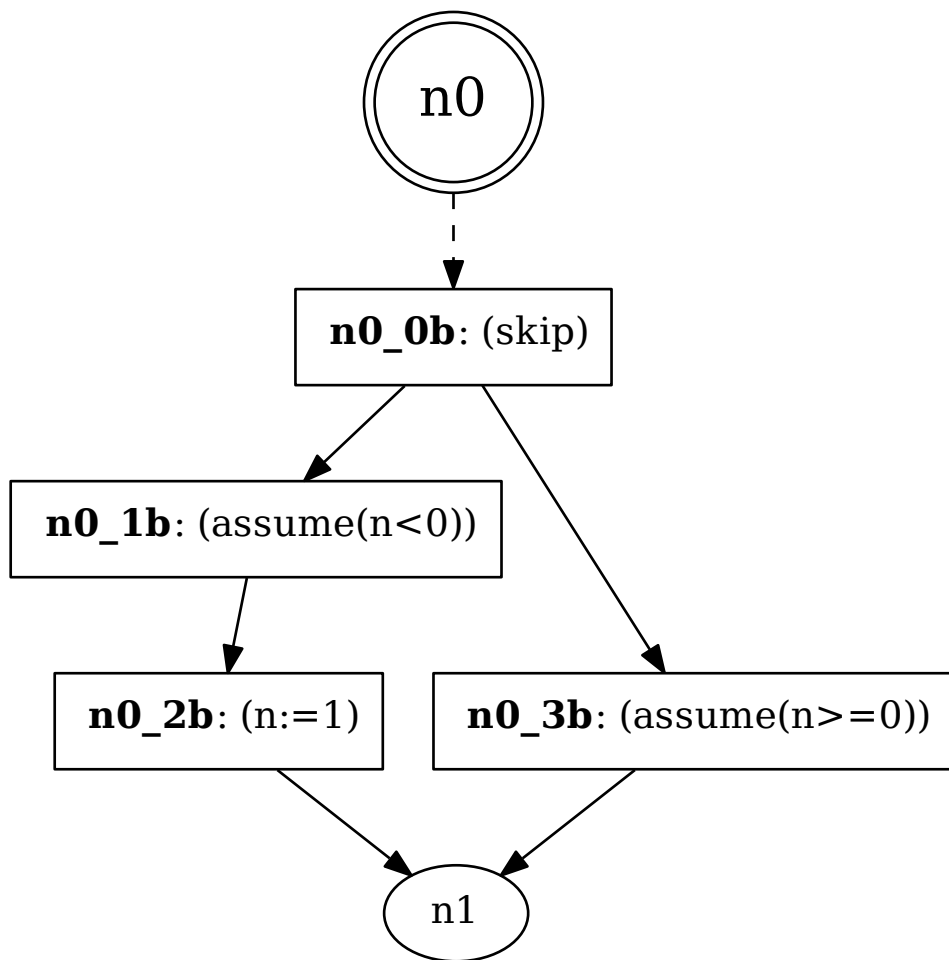 n0
n0_0b: (skip)
n0_1b: (assume(n<0))
n0_2b: (n:=1)
n0_3b: (assume(n>=0))
n1